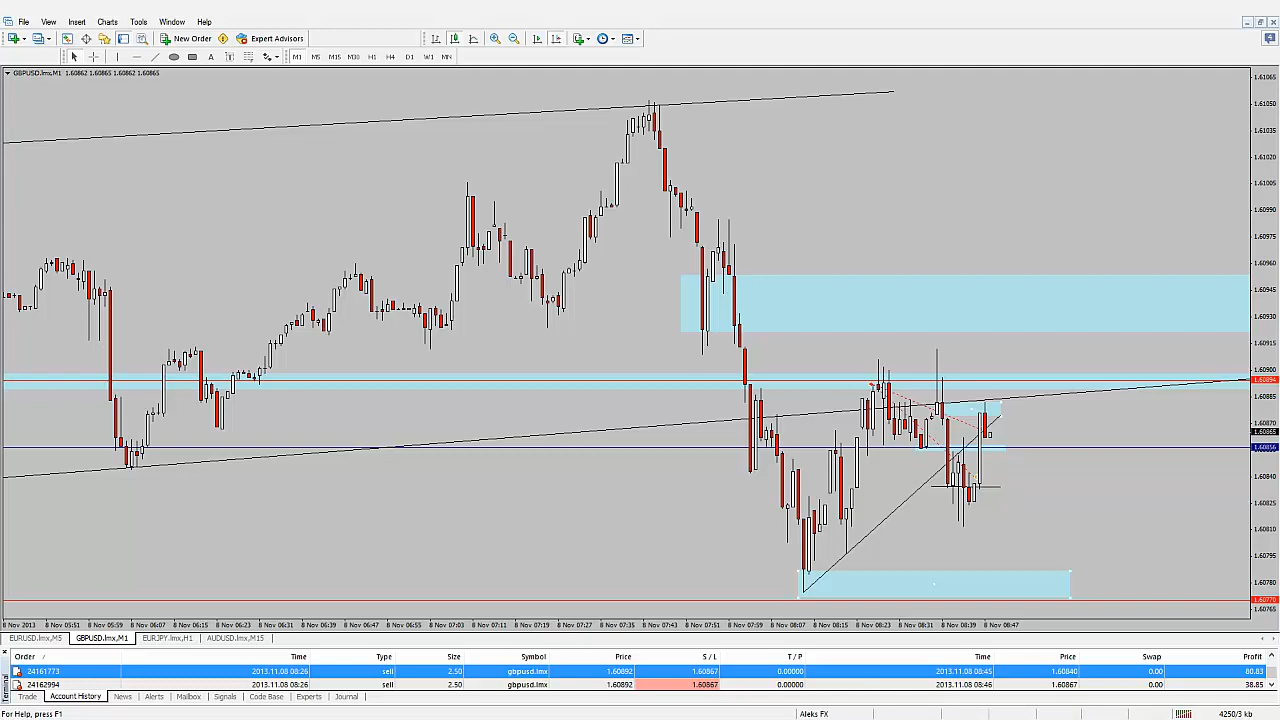 File View Insert Charts Tools Window Help
New Order Expert Advisors
A T M1 M5 M15 M30 H1 H4 D1 W1 MN
GBPUSD.lmx,M1 1.60862 1.60865 1.60862 1.60865
1.61065
1.61050
1.61035
1.61020
1.61005
1.60990
1.60975
1.60960
1.60945
1.60930
1.60915
1.60900
1.60894
1.60885
1.60870
1.60865
1.60856
1.60840
1.60825
1.60810
1.60795
1.60780
1.60770
1.60765
8 Nov 2013 8 Nov 05:51 8 Nov 05:59 8 Nov 06:07 8 Nov 06:15 8 Nov 06:23 8 Nov 06:31 8 Nov 06:39 8 Nov 06:47 8 Nov 06:55 8 Nov 07:03 8 Nov 07:11 8 Nov 07:19 8 Nov 07:27 8 Nov 07:35 8 Nov 07:43 8 Nov 07:51 8 Nov 07:59 8 Nov 08:07 8 Nov 08:15 8 Nov 08:23 8 Nov 08:31 8 Nov 08:39 8 Nov 08:47
EURUSD.lmx,M5 GBPUSD.lmx,M1 EURJPY.lmx,H1 AUDUSD.lmx,M15
Order / Time Type Size Symbol Price S / L T / P Time Price Swap Profit
24161773 2013.11.08 08:26 sell 2.50 gbpusd.lmx 1.60892 1.60867 0.00000 2013.11.08 08:45 1.60840 0.00 80.83
24162994 2013.11.08 08:26 sell 2.50 gbpusd.lmx 1.60892 1.60867 0.00000 2013.11.08 08:46 1.60867 0.00 38.85
Trade Account History News Alerts Mailbox Signals Code Base Experts Journal
For Help, press F1 Aleks FX 4250/3 kb